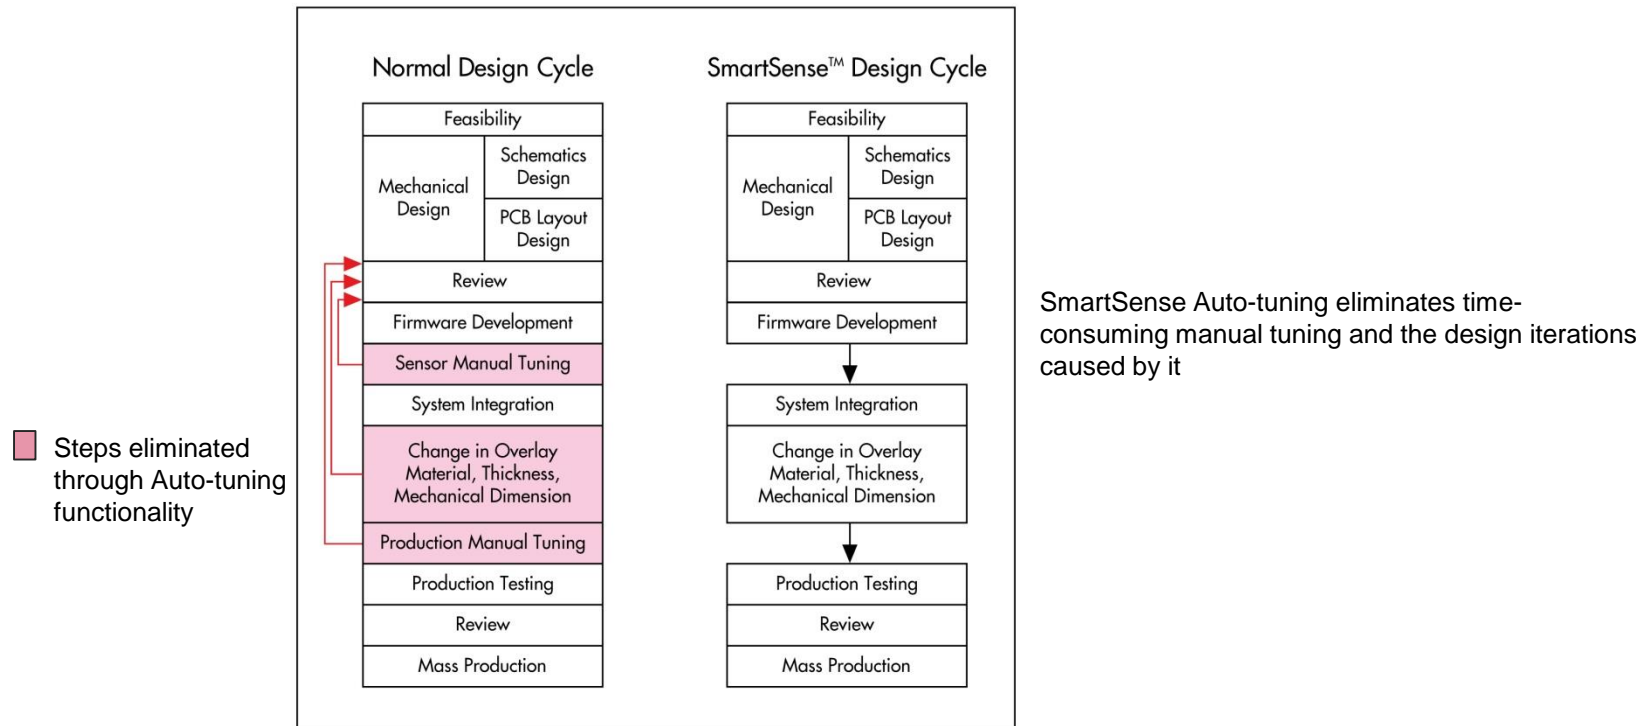 Normal Design Cycle
Feasibility
Mechanical
Design
Schematics
Design
PCB Layout
Design
Review
Firmware Development
Sensor Manual Tuning
System Integration
Change in Overlay
Material, Thickness,
Mechanical Dimension
Production Manual Tuning
Production Testing
Review
Mass Production
SmartSense™ Design Cycle
Feasibility
Mechanical
Design
Schematics
Design
PCB Layout
Design
Review
Firmware Development
System Integration
Change in Overlay
Material, Thickness,
Mechanical Dimension
Production Testing
Review
Mass Production
Steps eliminated
through Auto-tuning
functionality
SmartSense Auto-tuning eliminates time-
consuming manual tuning and the design iterations
caused by it